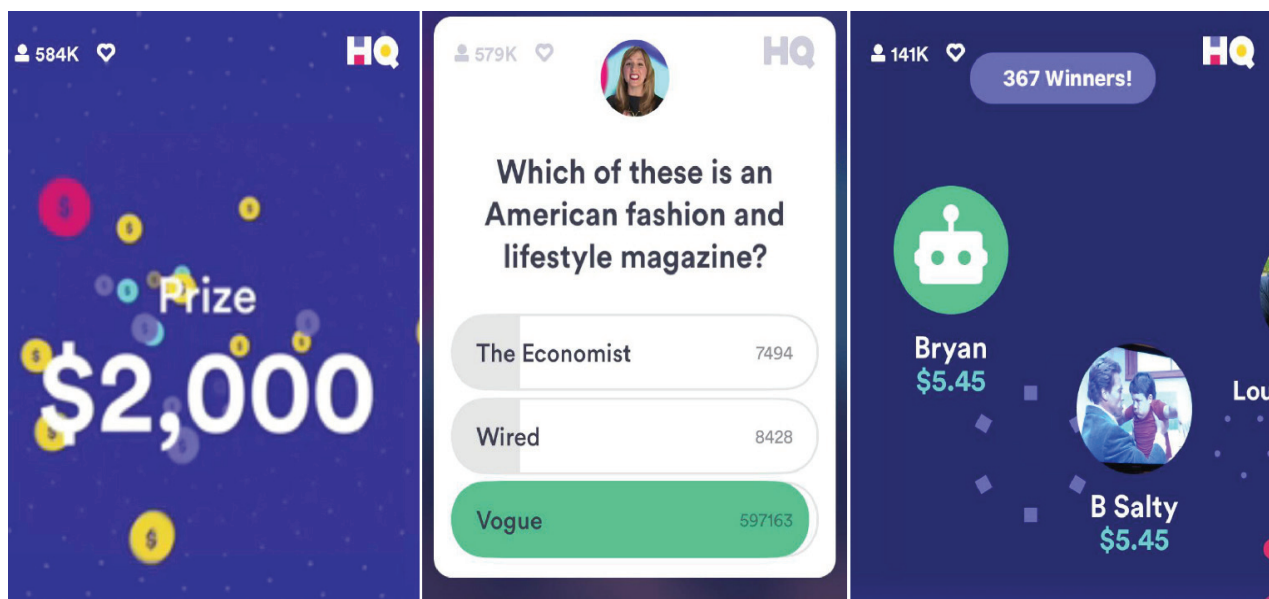 584K
HQ
Prize
$2,000
579K
HQ
Which of these is an
American fashion and
lifestyle magazine?
The Economist 7494
Wired 8428
Vogue 597163
141K
HQ
367 Winners!
Bryan
$5.45
B Salty
$5.45
Lou